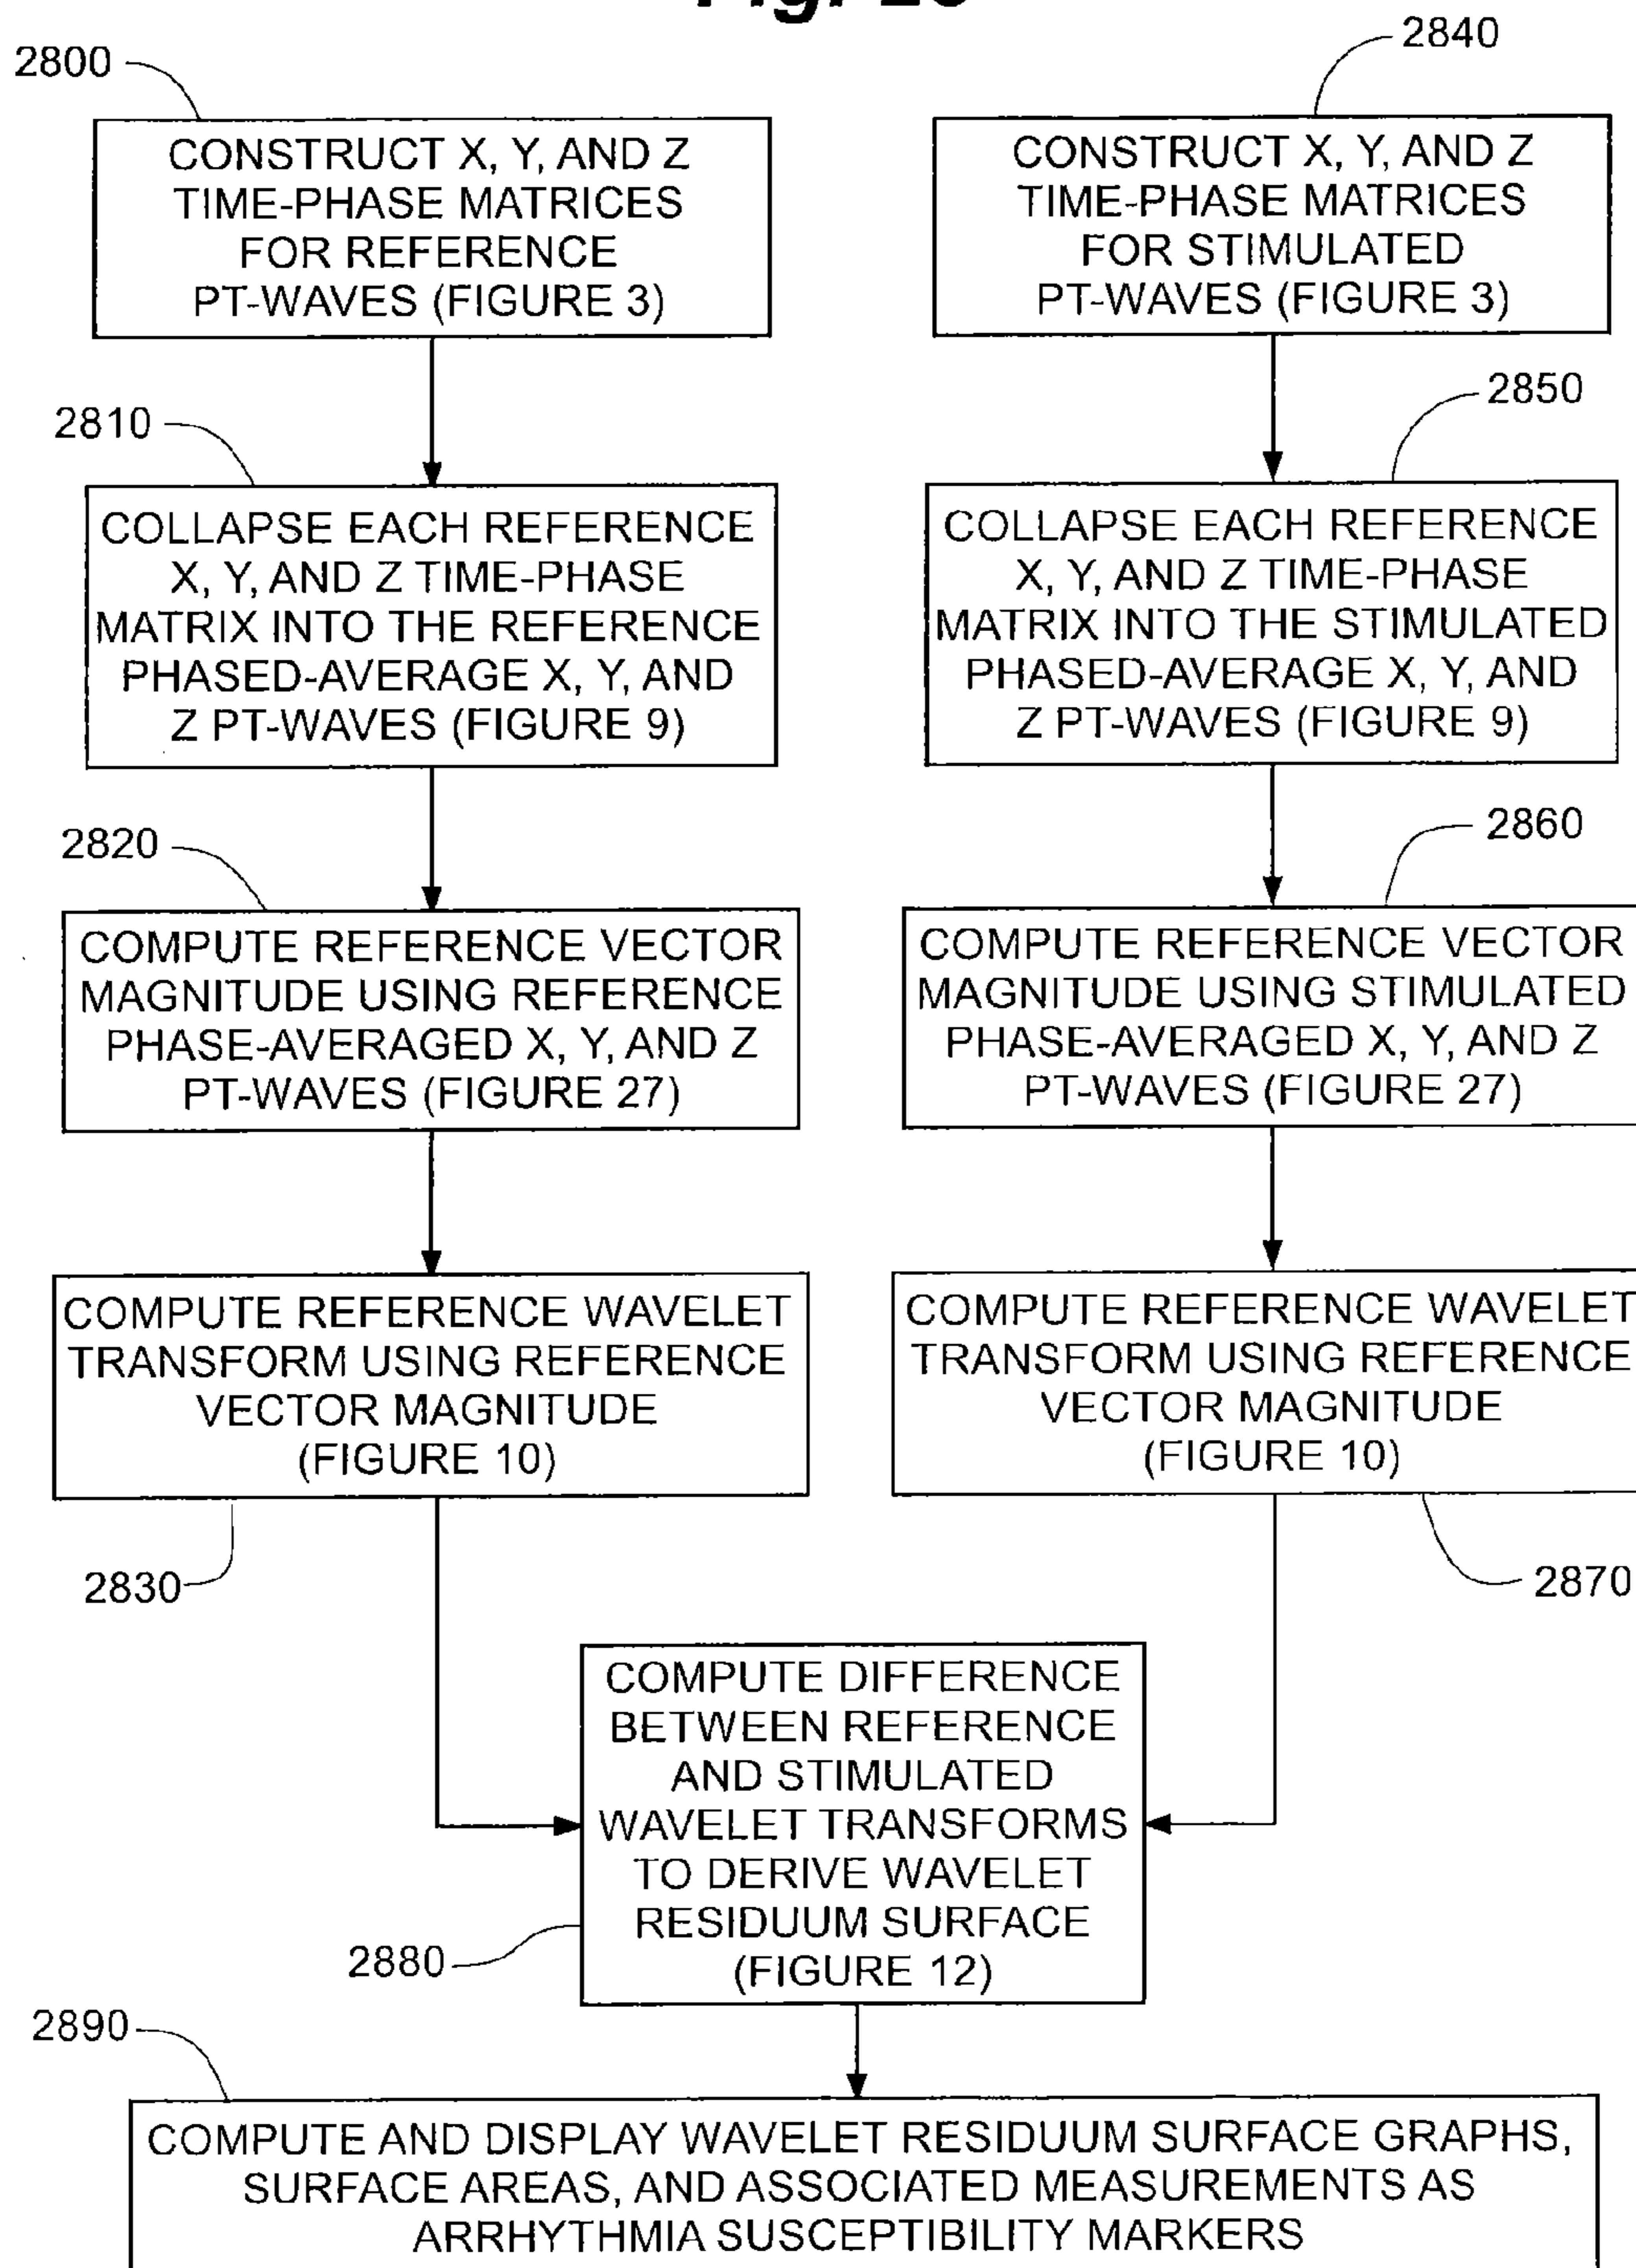 2800
CONSTRUCT X, Y, AND Z
TIME-PHASE MATRICES
FOR REFERENCE
PT-WAVES (FIGURE 3)
2810
COLLAPSE EACH REFERENCE
X, Y, AND Z TIME-PHASE
MATRIX INTO THE REFERENCE
PHASED-AVERAGE X, Y, AND
Z PT-WAVES (FIGURE 9)
2820
COMPUTE REFERENCE VECTOR
MAGNITUDE USING REFERENCE
PHASE-AVERAGED X, Y, AND Z
PT-WAVES (FIGURE 27)
COMPUTE REFERENCE WAVELET
TRANSFORM USING REFERENCE
VECTOR MAGNITUDE
(FIGURE 10)
2830
2840
CONSTRUCT X, Y, AND Z
TIME-PHASE MATRICES
FOR STIMULATED
PT-WAVES (FIGURE 3)
2850
COLLAPSE EACH REFERENCE
X, Y, AND Z TIME-PHASE
MATRIX INTO THE STIMULATED
PHASED-AVERAGE X, Y, AND
Z PT-WAVES (FIGURE 9)
2860
COMPUTE REFERENCE VECTOR
MAGNITUDE USING STIMULATED
PHASE-AVERAGED X, Y, AND Z
PT-WAVES (FIGURE 27)
COMPUTE REFERENCE WAVELET
TRANSFORM USING REFERENCE
VECTOR MAGNITUDE
(FIGURE 10)
2870
COMPUTE DIFFERENCE
BETWEEN REFERENCE
AND STIMULATED
WAVELET TRANSFORMS
TO DERIVE WAVELET
RESIDUUM SURFACE
(FIGURE 12)
2880
2890
COMPUTE AND DISPLAY WAVELET RESIDUUM SURFACE GRAPHS,
SURFACE AREAS, AND ASSOCIATED MEASUREMENTS AS
ARRHYTHMIA SUSCEPTIBILITY MARKERS